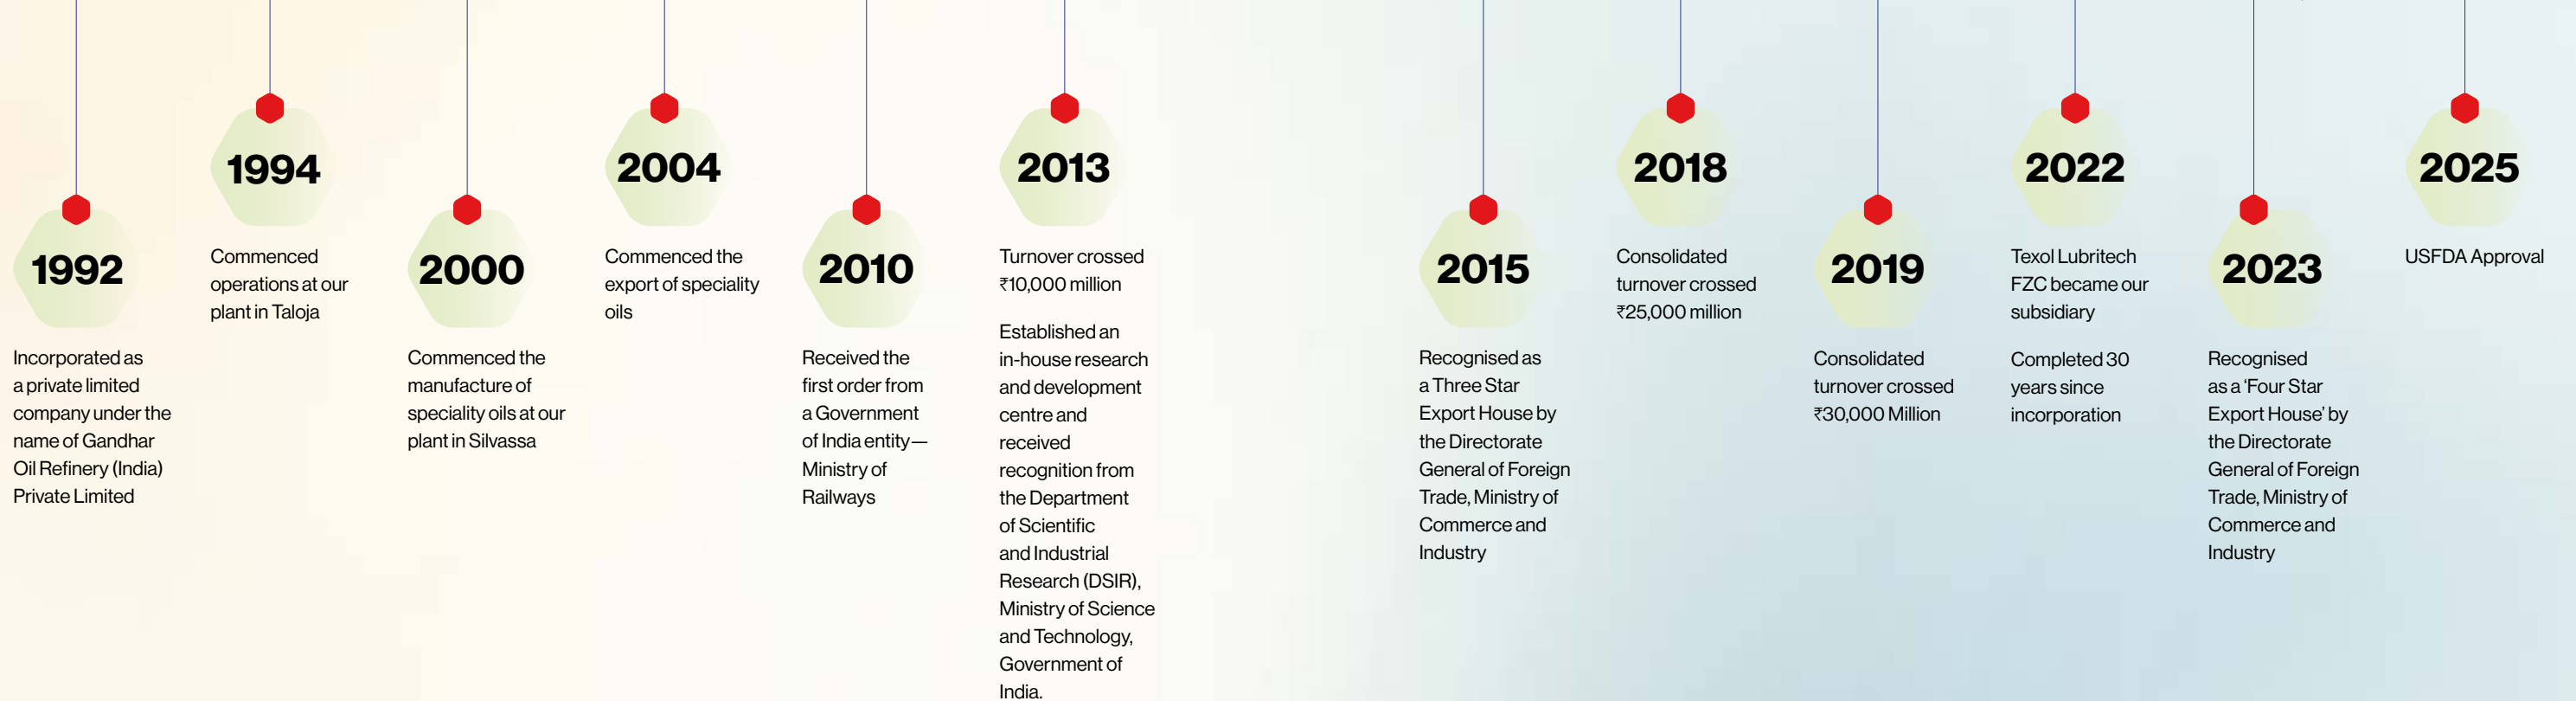 1992
Incorporated as
a private limited
company under the
name of Gandhar
Oil Refinery (India)
Private Limited
1994
Commenced
operations at our
plant in Taloja
2000
Commenced the
manufacture of
speciality oils at our
plant in Silvassa
2004
Commenced the
export of speciality
oils
2010
Received the
first order from
a Government
of India entity—
Ministry of
Railways
2013
Turnover crossed
₹10,000 million
Established an
in-house research
and development
centre and
received
recognition from
the Department
of Scientific
and Industrial
Research (DSIR),
Ministry of Science
and Technology,
Government of
India.
2015
Recognised as
a Three Star
Export House by
the Directorate
General of Foreign
Trade, Ministry of
Commerce and
Industry
2018
Consolidated
turnover crossed
₹25,000 million
2019
Consolidated
turnover crossed
₹30,000 Million
2022
Texol Lubritech
FZC became our
subsidiary
Completed 30
years since
incorporation
2023
Recognised
as a ‘Four Star
Export House’ by
the Directorate
General of Foreign
Trade, Ministry of
Commerce and
Industry
2025
USFDA Approval